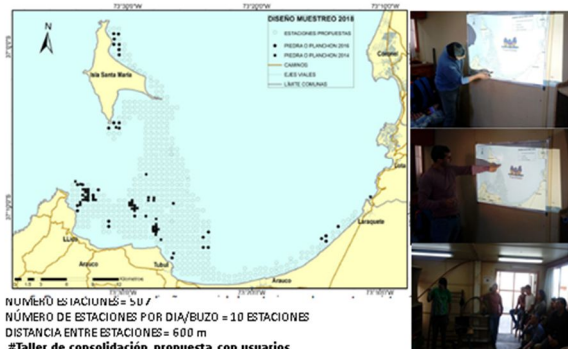 DISEÑO MUESTREO 2018
ESTACIONES PROPUESTAS
PIEDRA O PLANCHON 2016
PIEDRA O PLANCHON 2014
CAMINOS
EJES VIALES
LÍMITE COMUNAS
N
Isla Santa María
Coronel
Lota
Laraquete
Arauco
Tubul
Arauco
NÚMERO ESTACIONES= 507
NÚMERO DE ESTACIONES POR DIA/BUZO = 10 ESTACIONES
DISTANCIA ENTRE ESTACIONES= 600 m
#Taller de consolidación propuesta con usuarios